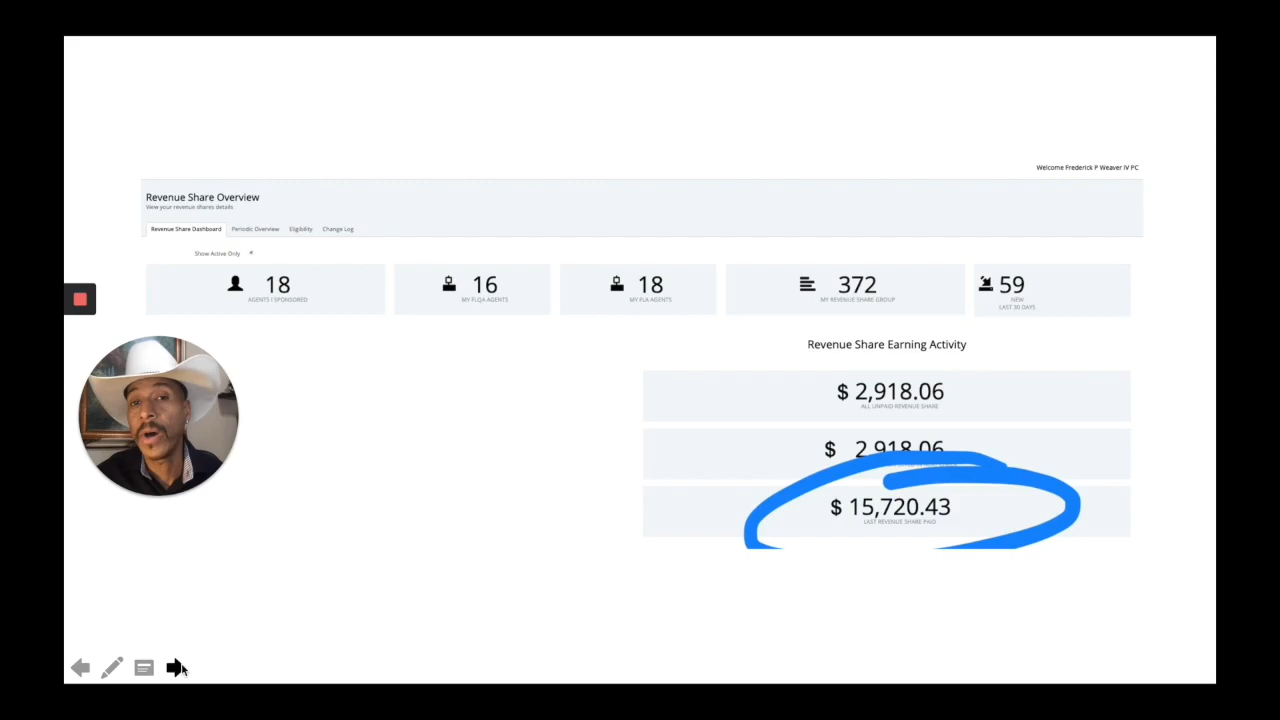 Welcome Frederick P Weaver IV PC
Revenue Share Overview
View your revenue shares details
Revenue Share Dashboard Periodic Overview Eligibility Change Log
Show Active Only
18
AGENTS I SPONSORED
16
MY FLQA AGENTS
18
MY FLA AGENTS
372
MY REVENUE SHARE GROUP
59
NEW
LAST 30 DAYS
Revenue Share Earning Activity
$ 2,918.06
ALL UNPAID REVENUE SHARE
$ 2,918.06
$ 15,720.43
LAST REVENUE SHARE PAID